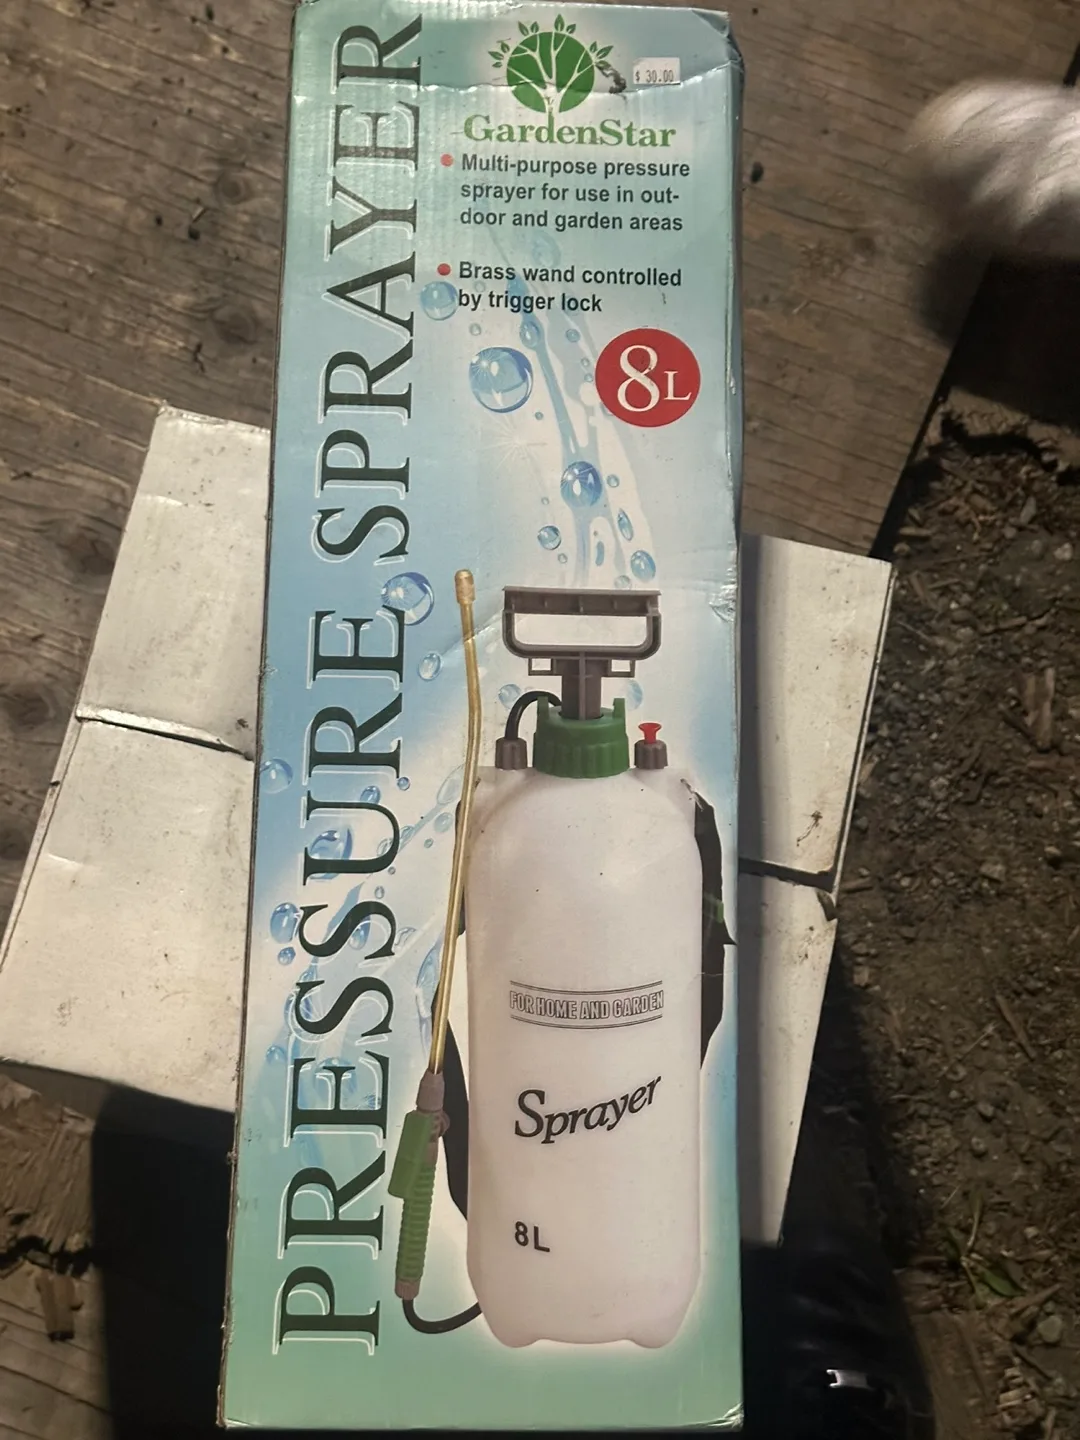 PRESSURE SPRAYER
$ 30.00
GardenStar
• Multi-purpose pressure
sprayer for use in out-
door and garden areas
• Brass wand controlled
by trigger lock
8L
FOR HOME AND GARDEN
Sprayer
8L